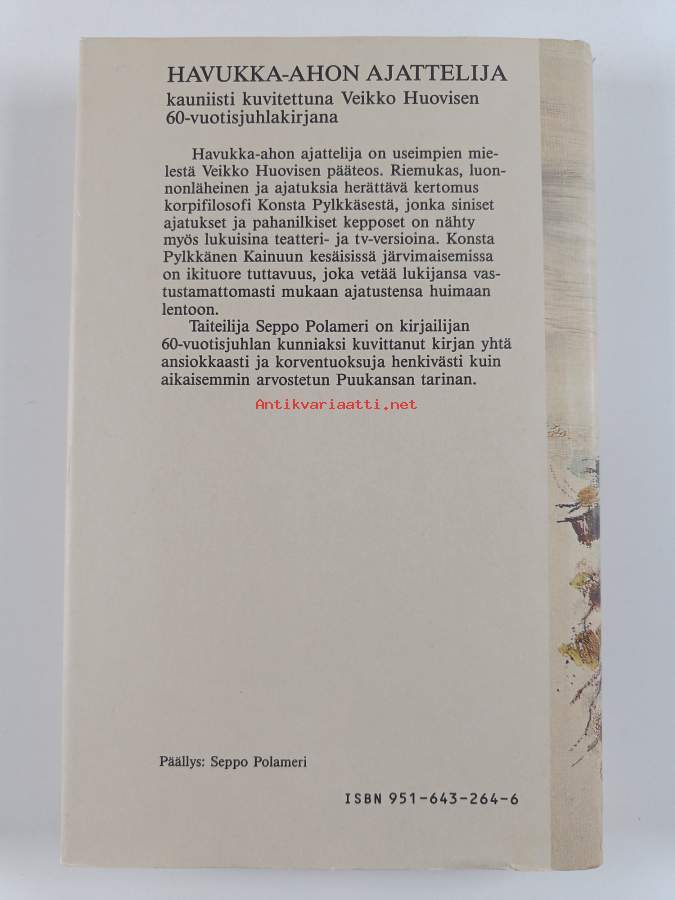 HAVUKKA-AHON AJATTELIJA
kauniisti kuvitettuna Veikko Huovisen
60-vuotisjuhlakirjana
Havukka-ahon ajattelija on useimpien mie-
lestä Veikko Huovisen pääteos. Riemukas, luon-
nonläheinen ja ajatuksia herättävä kertomus
korpifilosofi Konsta Pylkkäsestä, jonka siniset
ajatukset ja pahanilkiset kepposet on nähty
myös lukuisina teatteri- ja tv-versioina. Konsta
Pylkkänen Kainuun kesäisissä järvimaisemissa
on ikituore tuttavuus, joka vetää lukijansa vas-
tustamattomasti mukaan ajatustensa huimaan
lentoon.
Taiteilija Seppo Polameri on kirjailijan
60-vuotisjuhlan kunniaksi kuvittanut kirjan yhtä
ansiokkaasti ja korventuoksuja henkivästi kuin
aikaisemmin arvostetun Puukansan tarinan.
Antikvariaatti.net
Päällys: Seppo Polameri
ISBN 951-643-264-6